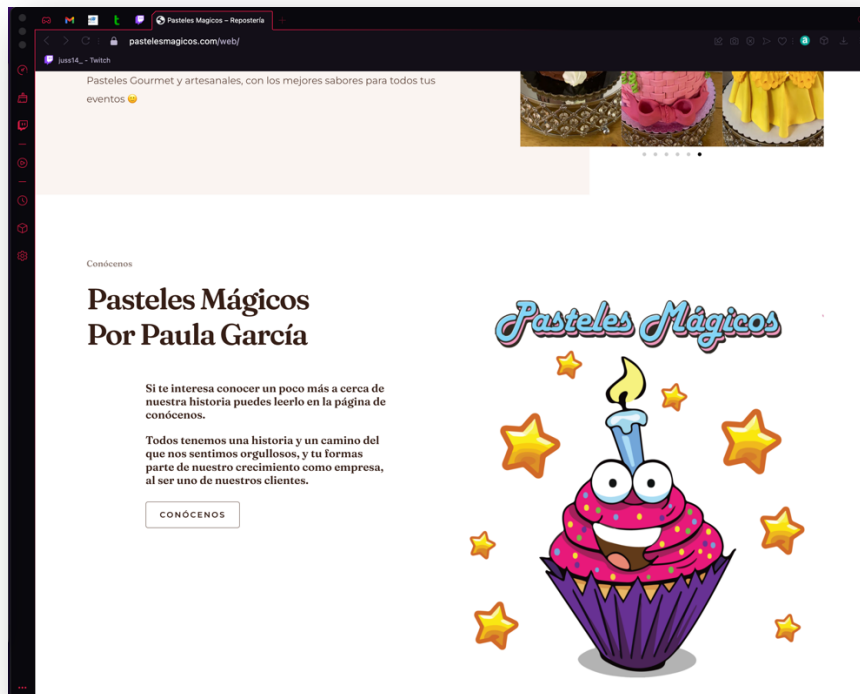 Pasteles Magicos – Repostería
pastelesmagicos.com/web/
juss14_ - Twitch
Pasteles Gourmet y artesanales, con los mejores sabores para todos tus
eventos 😀
Conócenos
Pasteles Mágicos
Por Paula García
Pasteles Mágicos
Si te interesa conocer un poco más a cerca de
nuestra historia puedes leerlo en la página de
conócenos.
Todos tenemos una historia y un camino del
que nos sentimos orgullosos, y tu formas
parte de nuestro crecimiento como empresa,
al ser uno de nuestros clientes.
CONÓCENOS